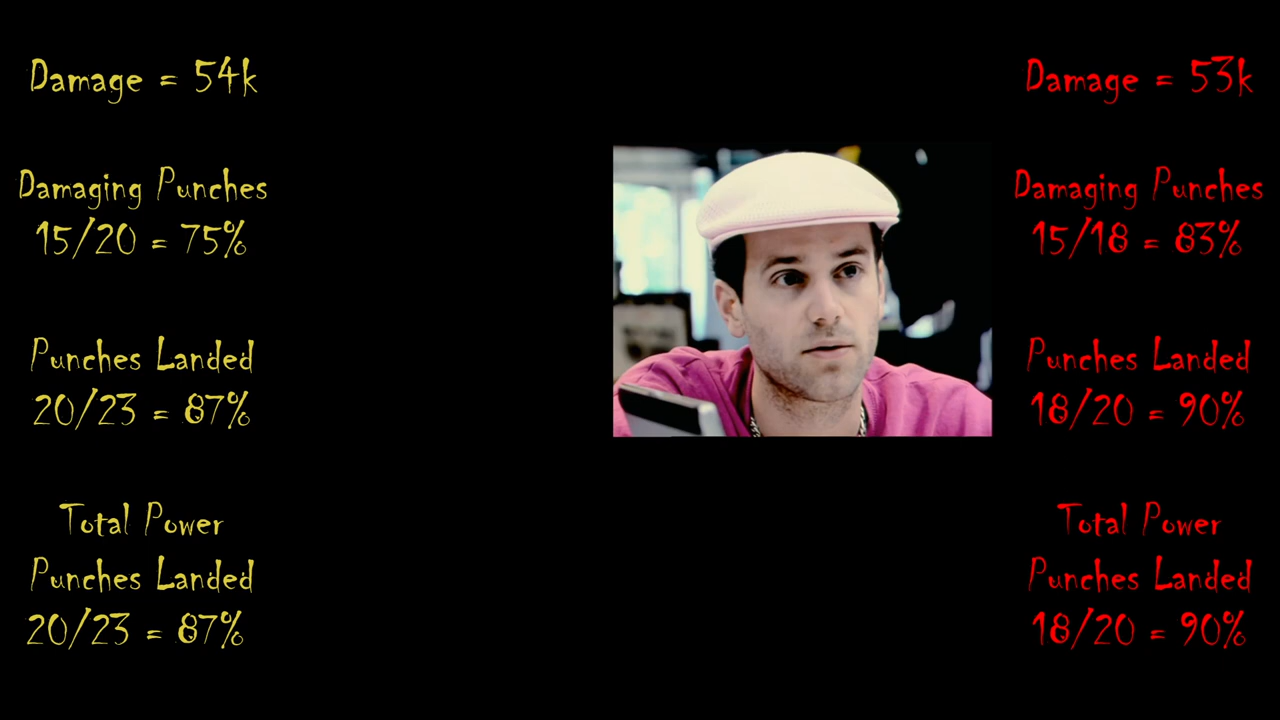 Damage = 54k
Damaging Punches
15/20 = 75%
Punches Landed
20/23 = 87%
Total Power
Punches Landed
20/23 = 87%
Damage = 53k
Damaging Punches
15/18 = 83%
Punches Landed
18/20 = 90%
Total Power
Punches Landed
18/20 = 90%